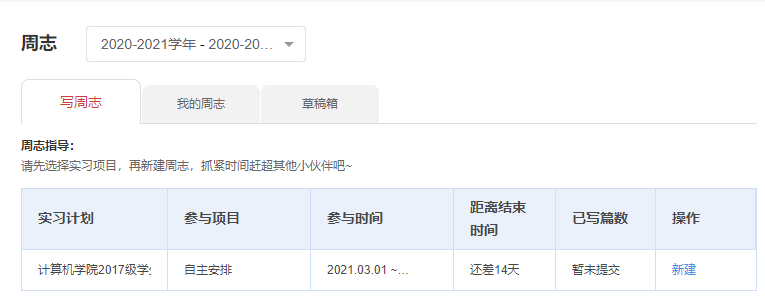 周志 2020-2021学年 - 2020-20...
写周志 我的周志 草稿箱
周志指导：
请先选择实习项目，再新建周志，抓紧时间赶超其他小伙伴吧~
实习计划 参与项目 参与时间 距离结束时间 已写篇数 操作
计算机学院2017级学 自主安排 2021.03.01 ~... 还差14天 暂未提交 新建